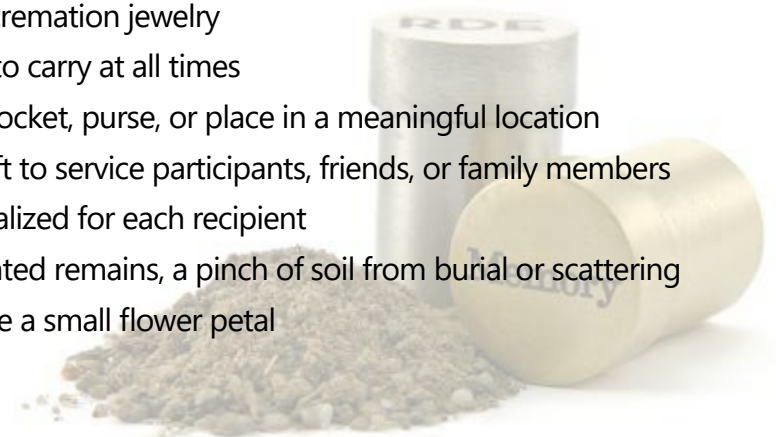 cremation jewelry
to carry at all times
ocket, purse, or place in a meaningful location
ft to service participants, friends, or family members
alized for each recipient
ated remains, a pinch of soil from burial or scattering
e a small flower petal
RDE
Memory